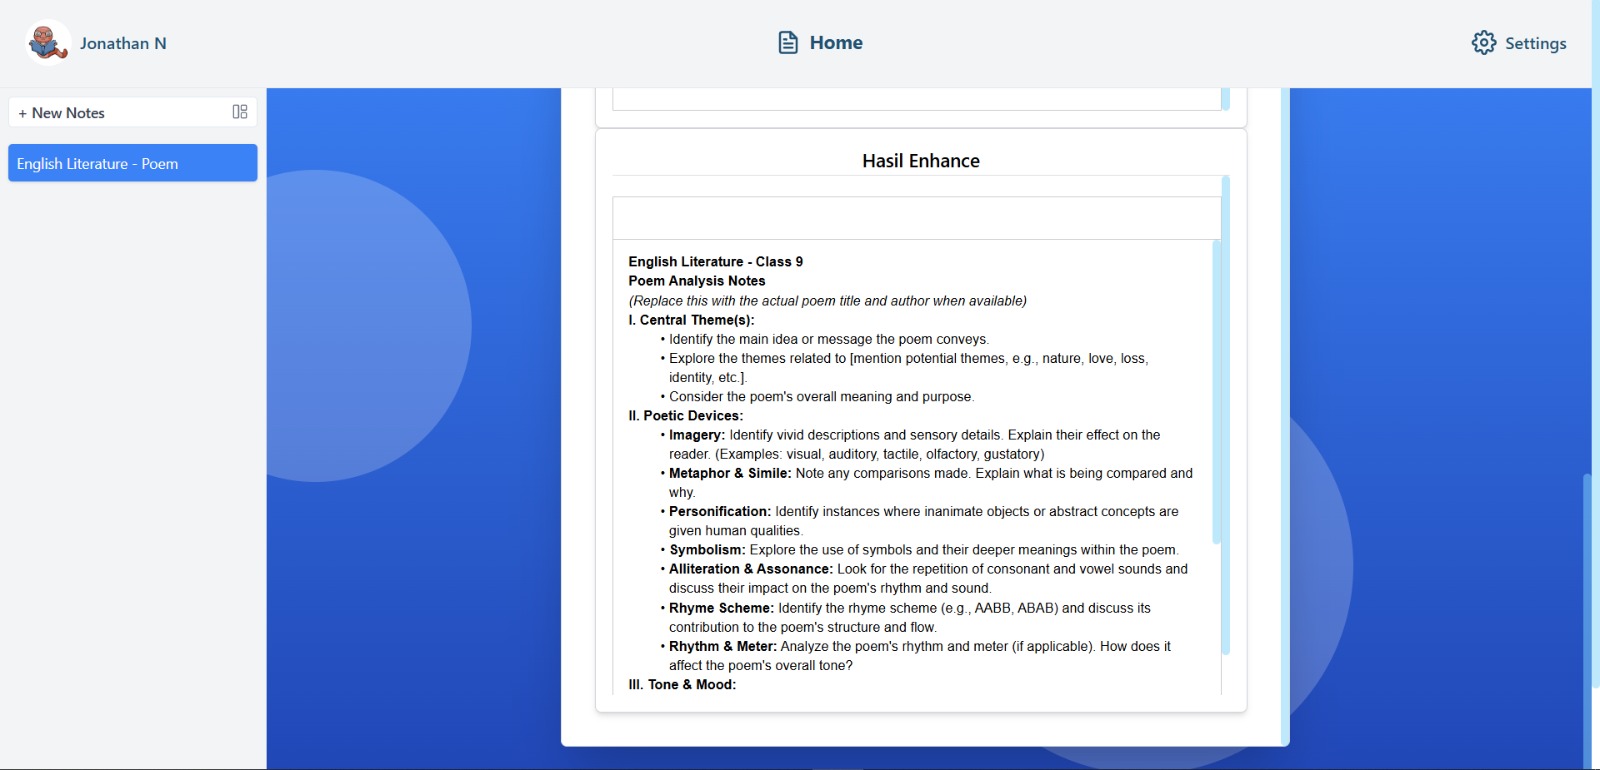 Jonathan N
Home
Settings
+ New Notes
English Literature - Poem
Hasil Enhance
English Literature - Class 9
Poem Analysis Notes
(Replace this with the actual poem title and author when available)
I. Central Theme(s):
• Identify the main idea or message the poem conveys.
• Explore the themes related to [mention potential themes, e.g., nature, love, loss,
identity, etc.].
• Consider the poem's overall meaning and purpose.
II. Poetic Devices:
• Imagery: Identify vivid descriptions and sensory details. Explain their effect on the
reader. (Examples: visual, auditory, tactile, olfactory, gustatory)
• Metaphor & Simile: Note any comparisons made. Explain what is being compared and
why.
• Personification: Identify instances where inanimate objects or abstract concepts are
given human qualities.
• Symbolism: Explore the use of symbols and their deeper meanings within the poem.
• Alliteration & Assonance: Look for the repetition of consonant and vowel sounds and
discuss their impact on the poem's rhythm and sound.
• Rhyme Scheme: Identify the rhyme scheme (e.g., AABB, ABAB) and discuss its
contribution to the poem's structure and flow.
• Rhythm & Meter: Analyze the poem's rhythm and meter (if applicable). How does it
affect the poem's overall tone?
III. Tone & Mood: